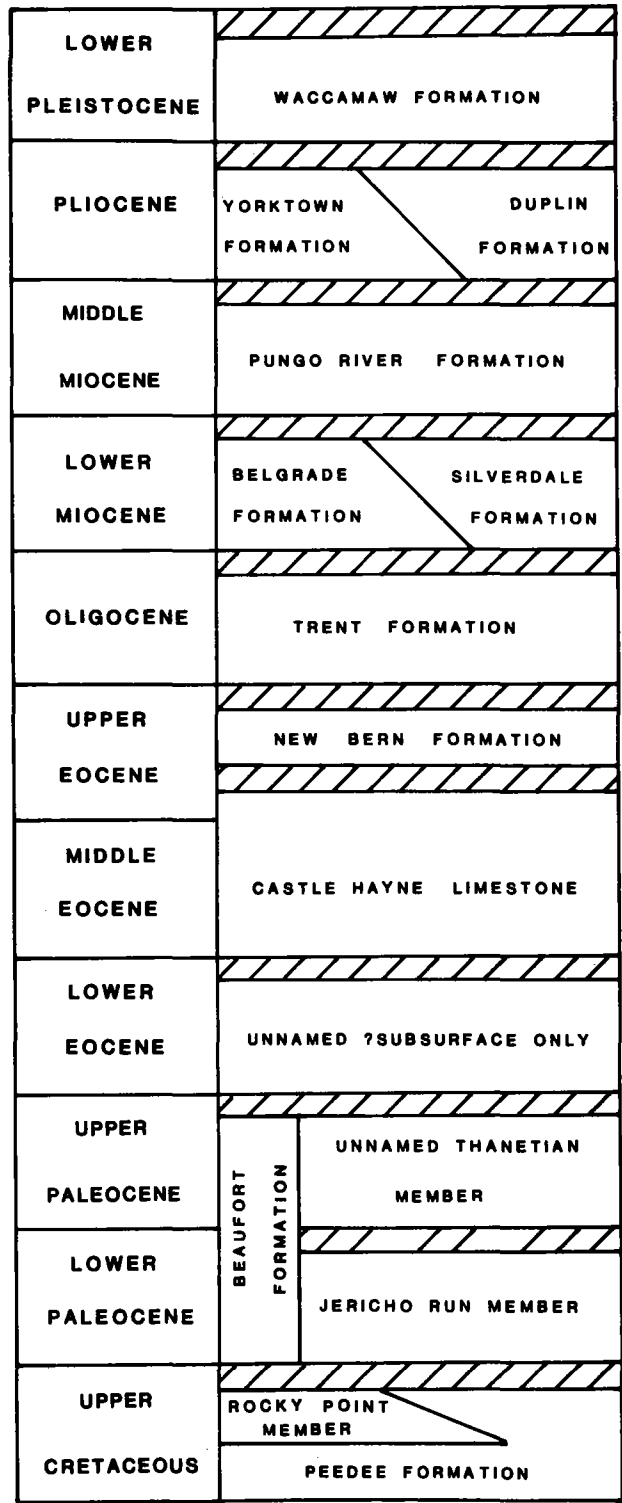 LOWER
PLEISTOCENE
WACCAMAW FORMATION
PLIOCENE
YORKTOWN
FORMATION
DUPLIN
FORMATION
MIDDLE
MIOCENE
PUNGO RIVER FORMATION
LOWER
MIOCENE
BELGRADE
FORMATION
SILVERDALE
FORMATION
OLIGOCENE
TRENT FORMATION
UPPER
EOCENE
NEW BERN FORMATION
MIDDLE
EOCENE
CASTLE HAYNE LIMESTONE
LOWER
EOCENE
UNNAMED ?SUBSURFACE ONLY
UPPER
PALEOCENE
BEAUFORT
FORMATION
UNNAMED THANETIAN
MEMBER
LOWER
PALEOCENE
JERICHO RUN MEMBER
UPPER
CRETACEOUS
ROCKY POINT
MEMBER
PEEDEE FORMATION